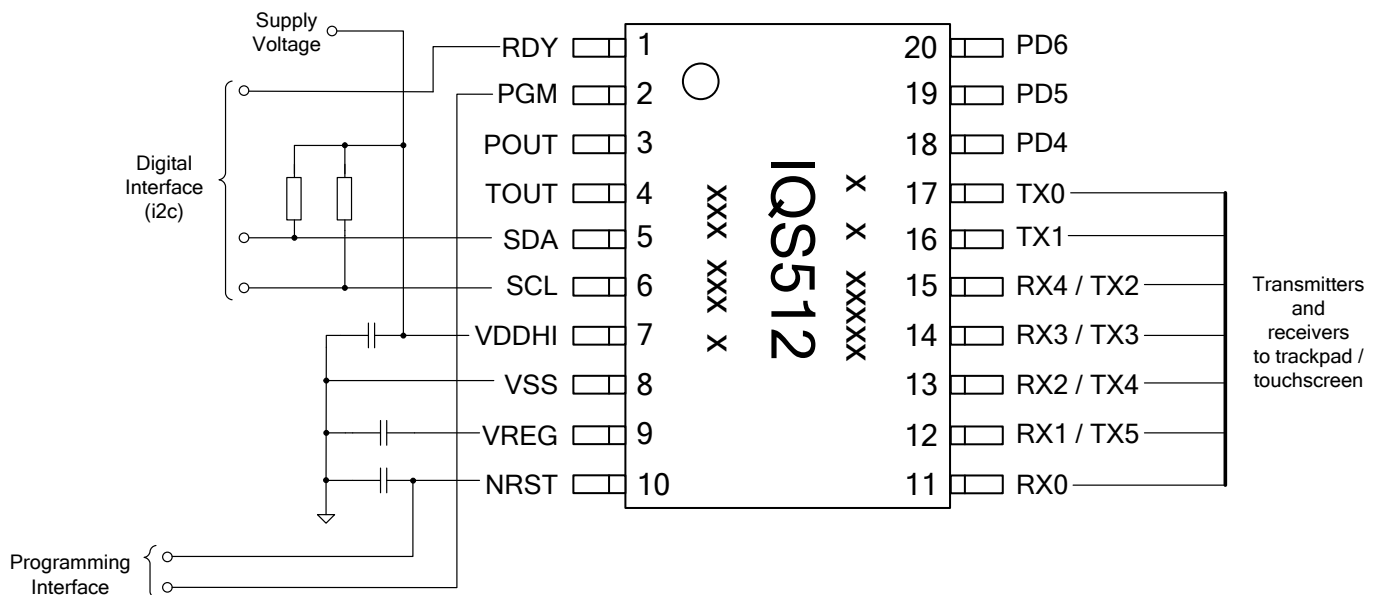 Supply
Voltage
RDY
1
PGM
2
POUT
3
TOUT
4
SDA
5
SCL
6
VDDHI
7
VSS
8
VREG
9
NRST
10
Digital
Interface
(i2c)
Programming
Interface
IQS512
xxx xxx x
x x xxxxx
20
PD6
19
PD5
18
PD4
17
TX0
16
TX1
15
RX4 / TX2
14
RX3 / TX3
13
RX2 / TX4
12
RX1 / TX5
11
RX0
Transmitters
and
receivers
to trackpad /
touchscreen